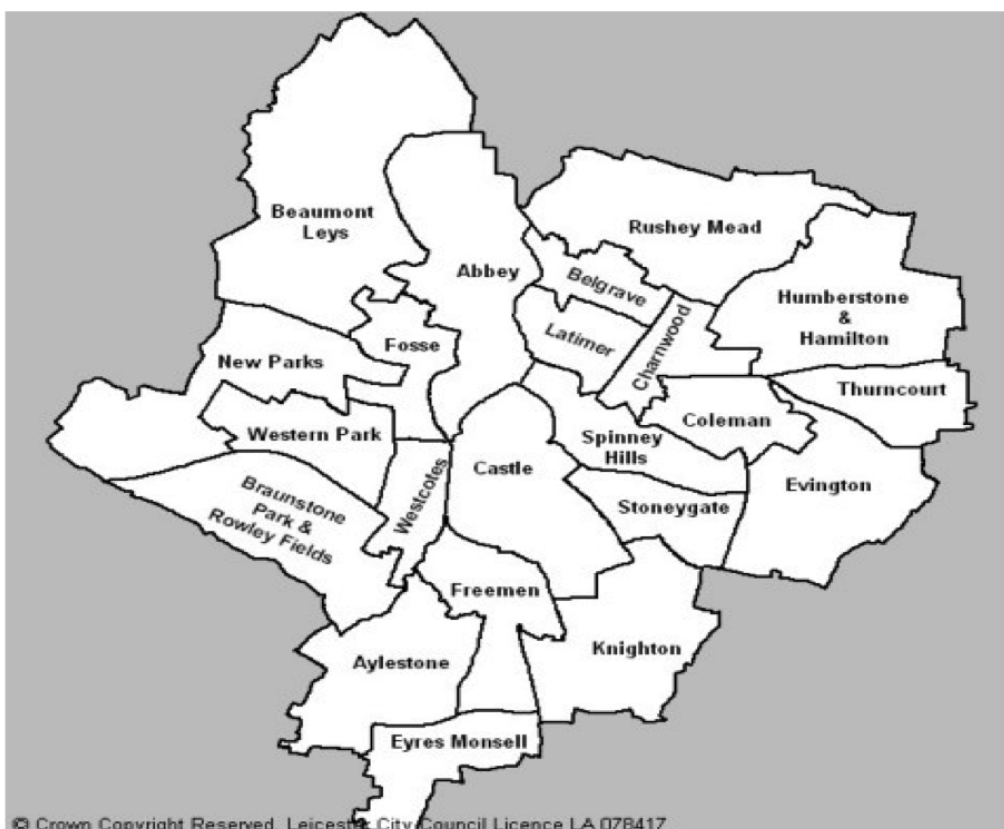 Beaumont
Leys
Rushey Mead
Abbey
Belgrave
Humberstone
&
Hamilton
Latimer
Charnwood
Fosse
New Parks
Thurncourt
Coleman
Western Park
Spinney
Hills
Castle
Westcotes
Evington
Braunstone
Park &
Rowley Fields
Stoneygate
Freemen
Knighton
Aylestone
Eyres Monsell
© Crown Copyright Reserved. Leicester City Council Licence LA 078417